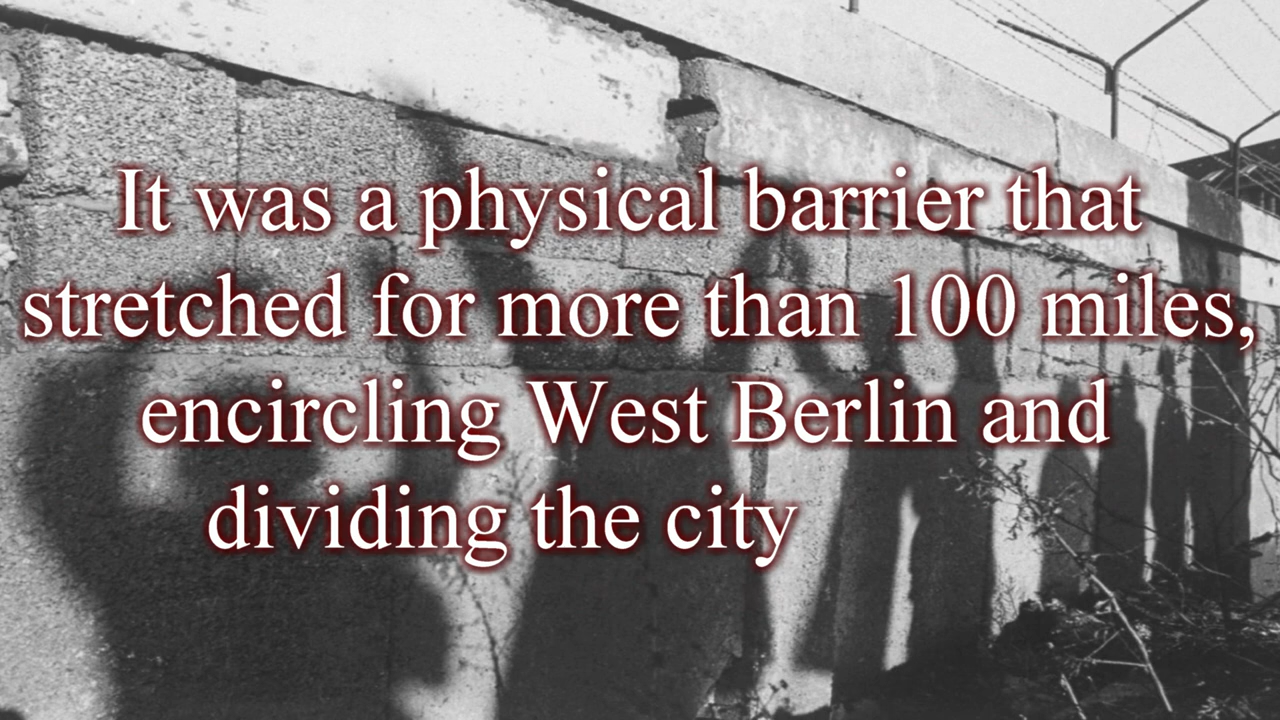 It was a physical barrier that
stretched for more than 100 miles,
encircling West Berlin and
dividing the city